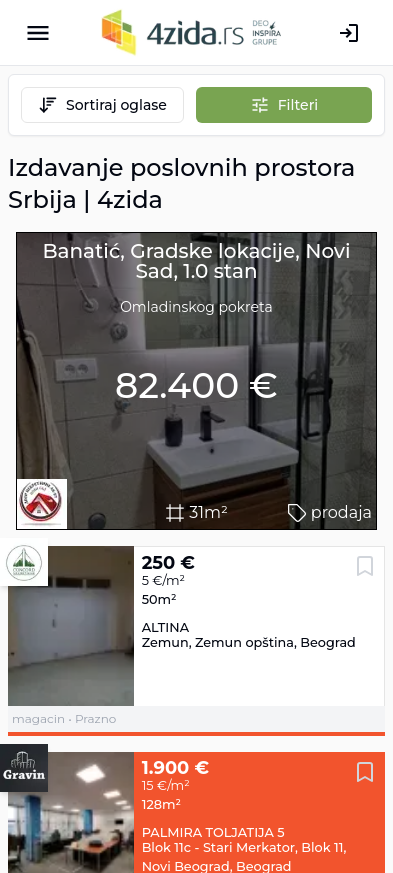 4zida.rs
DEO
INSPIRA
GRUPE
Sortiraj oglase
Filteri
Izdavanje poslovnih prostora
Srbija | 4zida
Banatić, Gradske lokacije, Novi
Sad, 1.0 stan
Omladinskog pokreta
82.400 €
31m²
prodaja
CONCORD
250 €
5 €/m²
50m²
ALTINA
Zemun, Zemun opština, Beograd
magacin • Prazno
Gravin
1.900 €
15 €/m²
128m²
PALMIRA TOLJATIJA 5
Blok 11c - Stari Merkator, Blok 11,
Novi Beograd, Beograd